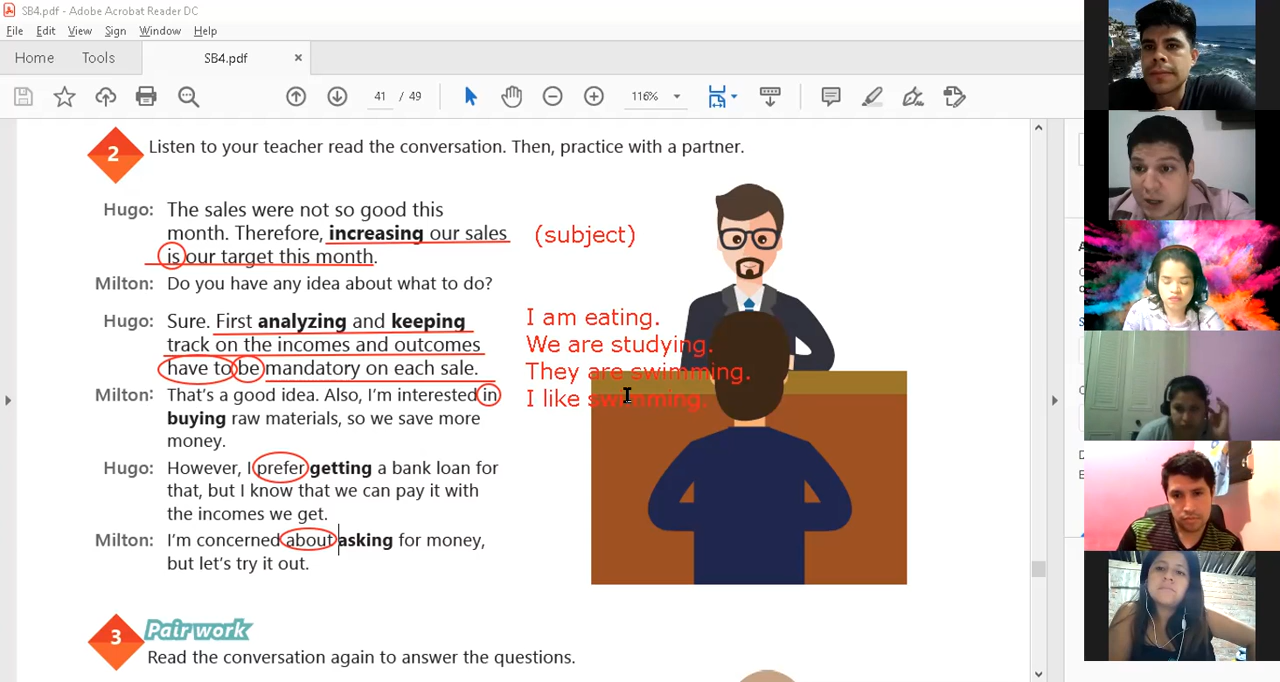 SB4.pdf - Adobe Acrobat Reader DC
File Edit View Sign Window Help
Home Tools SB4.pdf ×
41 / 49 116%
2 Listen to your teacher read the conversation. Then, practice with a partner.
Hugo: The sales were not so good this
month. Therefore, increasing our sales (subject)
is our target this month.
Milton: Do you have any idea about what to do?
Hugo: Sure. First analyzing and keeping
track on the incomes and outcomes
have to be mandatory on each sale.
I am eating.
We are studying.
They are swimming.
I like swimming.
Milton: That's a good idea. Also, I'm interested in
buying raw materials, so we save more
money.
Hugo: However, I prefer getting a bank loan for
that, but I know that we can pay it with
the incomes we get.
Milton: I'm concerned about asking for money,
but let's try it out.
3 Pair work
Read the conversation again to answer the questions.